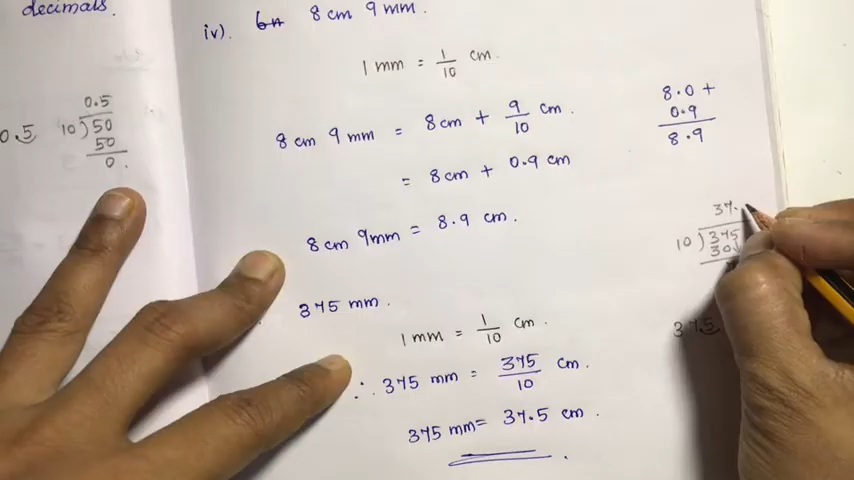 decimals.
0.5
0.5
10 ) 50
50
0.
iv). 8 cm 9 mm.
1 mm = 1/10 cm.
8 cm 9 mm = 8 cm + 9/10 cm.
= 8 cm + 0.9 cm
8 cm 9mm = 8.9 cm.
8.0 +
0.9
8.9
375 mm.
1 mm = 1/10 cm.
∴ 375 mm = 375/10 cm.
375 mm = 37.5 cm.
37.
10 ) 375
30
37.5